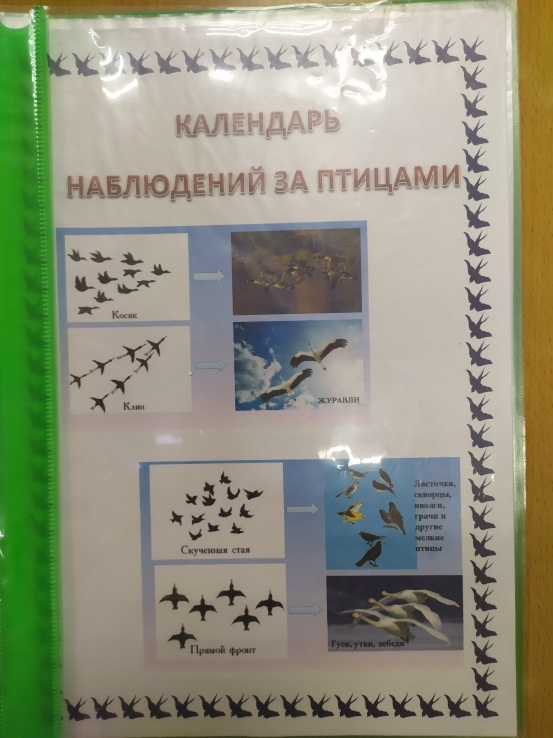 КАЛЕНДАРЬ
НАБЛЮДЕНИЙ ЗА ПТИЦАМИ
Косяк
Клин
ЖУРАВЛИ
Скученная стая
Ласточки,
скворцы,
иволги,
грачи и
другие
мелкие
птицы
Прямой фронт
Гуси, утки, лебеди